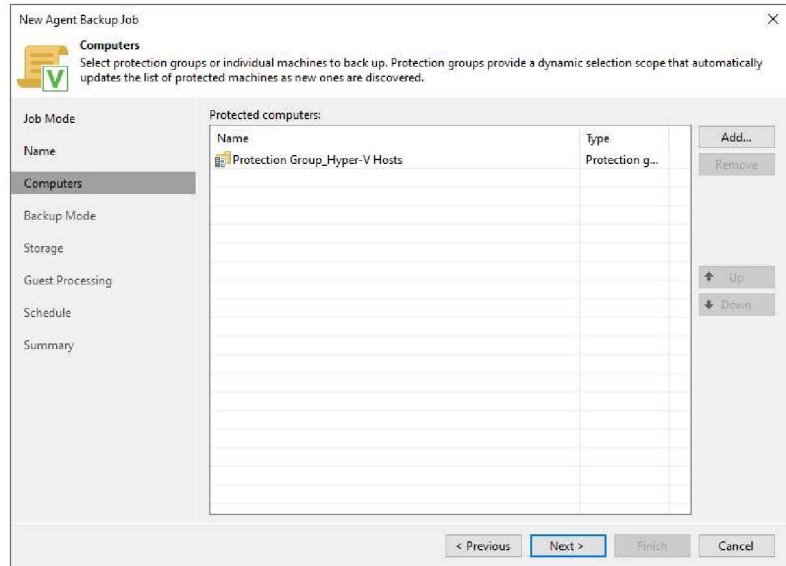 New Agent Backup Job
Computers
Select protection groups or individual machines to back up. Protection groups provide a dynamic selection scope that automatically
updates the list of protected machines as new ones are discovered.
Job Mode
Name
Computers
Backup Mode
Storage
Guest Processing
Schedule
Summary
Protected computers:
Name Type
Protection Group_Hyper-V Hosts Protection g...
Add...
Remove
Up
Down
< Previous Next > Finish Cancel